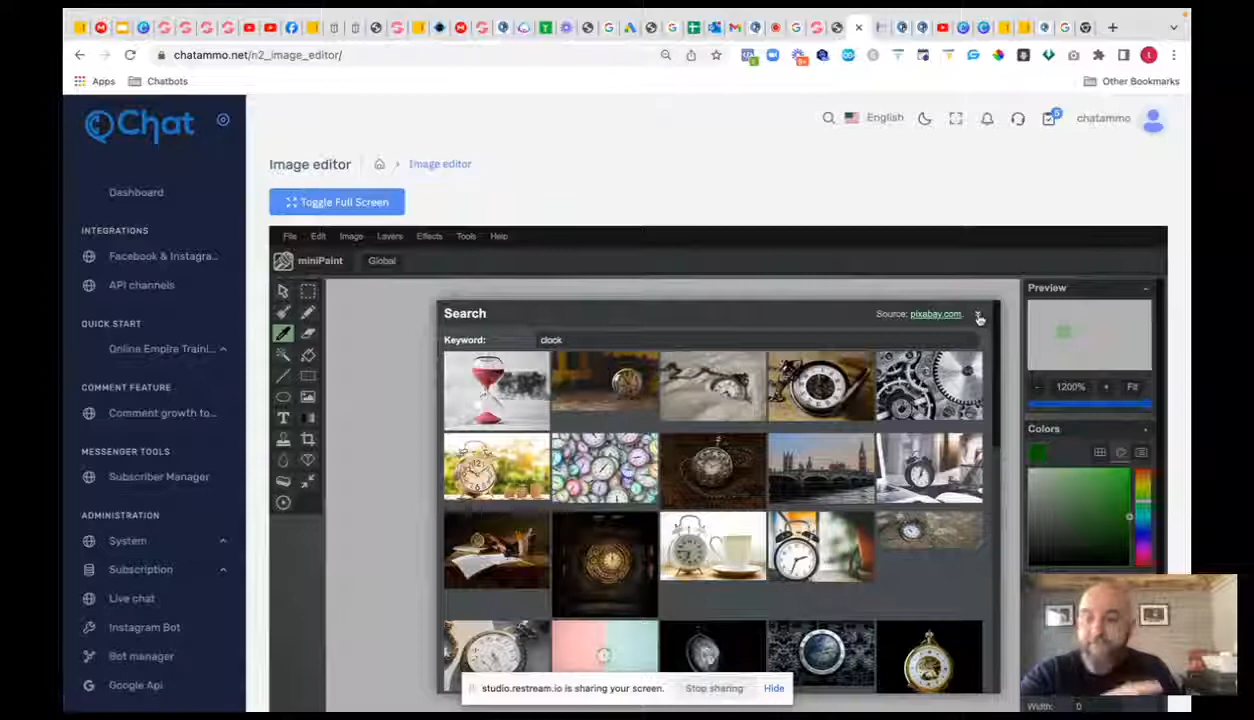 chatammo.net/n2_image_editor/
Apps
Chatbots
Other Bookmarks
Chat
English
5
chatammo
Image editor
Image editor
Toggle Full Screen
Dashboard
INTEGRATIONS
Facebook & Instagra...
API channels
QUICK START
Online Empire Traini...
COMMENT FEATURE
Comment growth to...
MESSENGER TOOLS
Subscriber Manager
ADMINISTRATION
System
Subscription
Live chat
Instagram Bot
Bot manager
Google Api
File Edit Image Layers Effects Tools Help
miniPaint
Global
Search
Source: pixabay.com.
Keyword: clock
Preview
- 1200% + Fit
Colors
Width: 0
studio.restream.io is sharing your screen.
Stop sharing
Hide